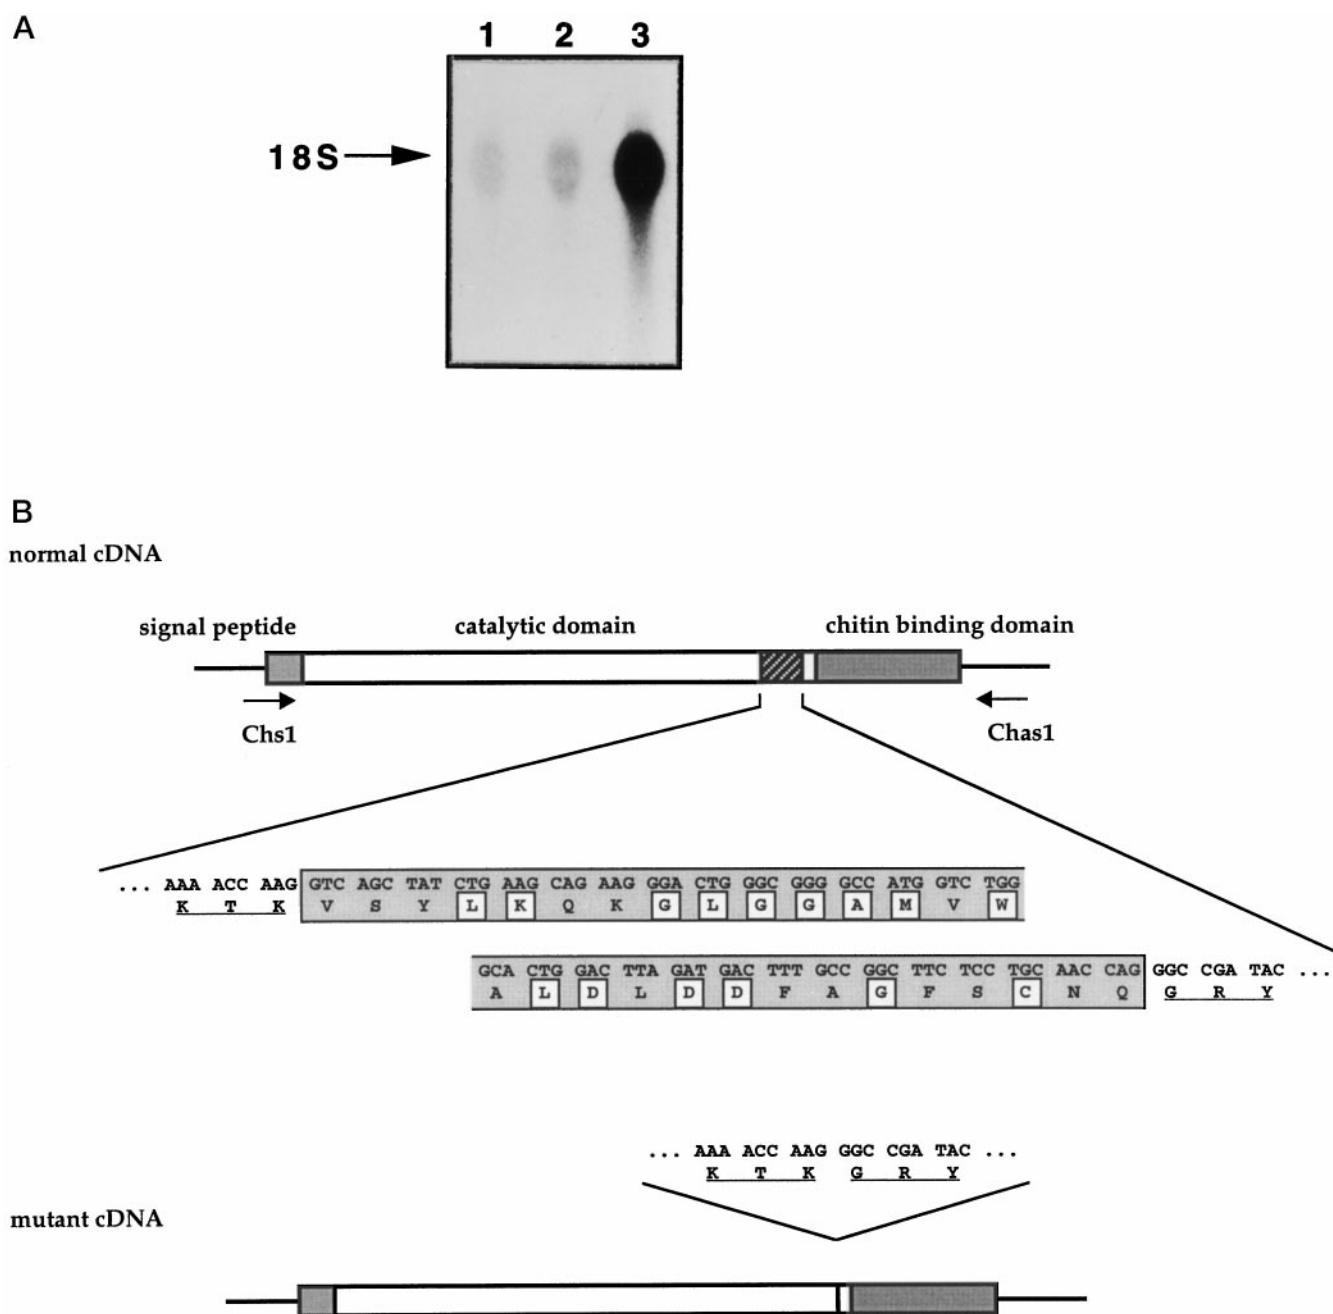 A
1 2 3
18S
B
normal cDNA
signal peptide catalytic domain chitin binding domain
Chs1 Chas1
... AAA ACC AAG GTC AGC TAT CTG AAG CAG AAG GGA CTG GGC GGG GCC ATG GTC TGG
K T K V S Y L K Q K G L G G A M V W
GCA CTG GAC TTA GAT GAC TTT GCC GGC TTC TCC TGC AAC CAG GGC CGA TAC ...
A L D L D D F A G F S C N Q G R Y
... AAA ACC AAG GGC CGA TAC ...
K T K G R Y
mutant cDNA